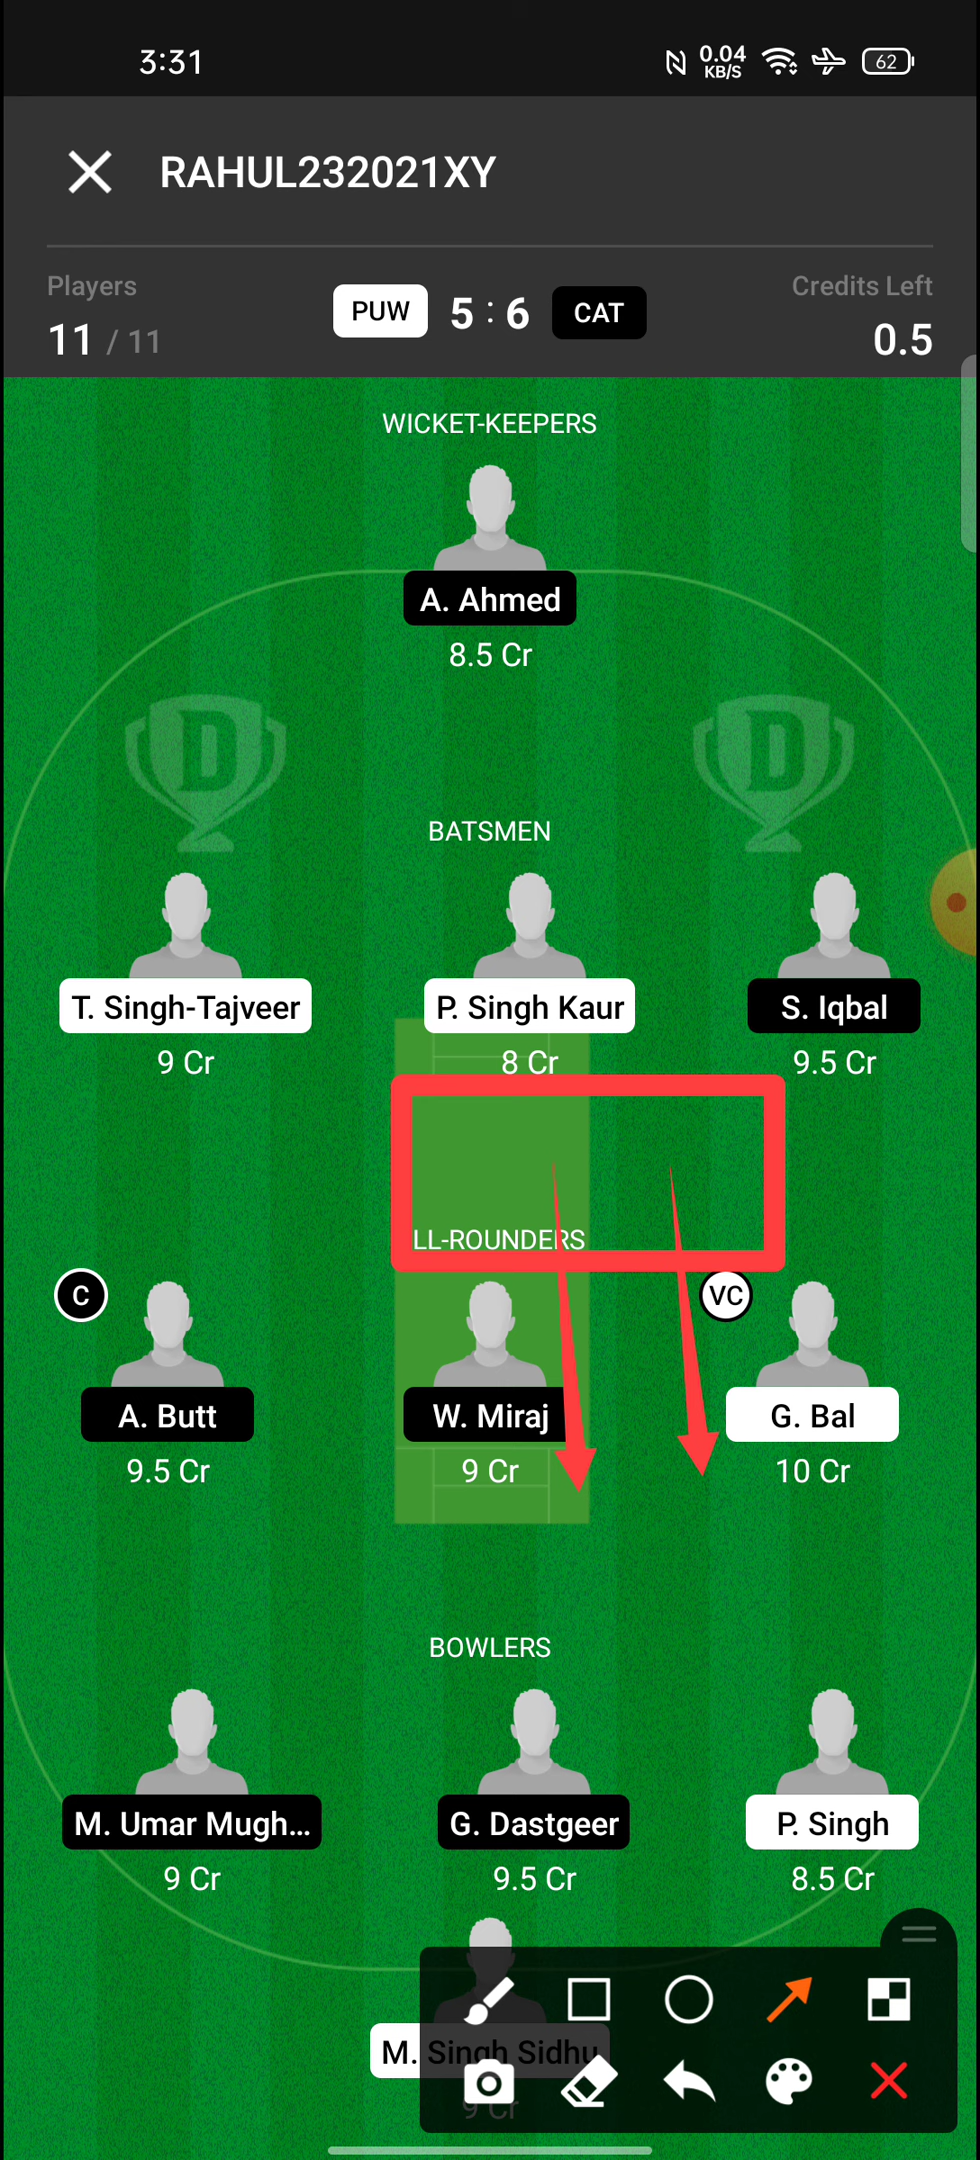 3:31
0.04
KB/S
62
RAHUL232021XY
Players
Credits Left
11 / 11
PUW 5 : 6 CAT
0.5
WICKET-KEEPERS
A. Ahmed
8.5 Cr
D D
BATSMEN
T. Singh-Tajveer P. Singh Kaur S. Iqbal
9 Cr 8 Cr 9.5 Cr
LL-ROUNDERS
C VC
A. Butt W. Miraj G. Bal
9.5 Cr 9 Cr 10 Cr
BOWLERS
M. Umar Mugh... G. Dastgeer P. Singh
9 Cr 9.5 Cr 8.5 Cr
M. Singh Sidhu
9 Cr